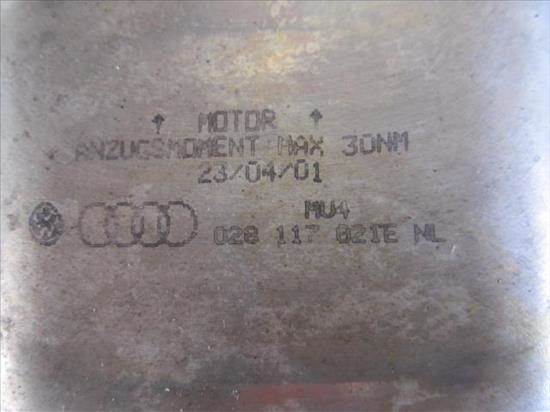 ↑ MOTOR ↑
ANZUGSMOMENT MAX 30NM
23/04/01
MU4
028 117 021E NL